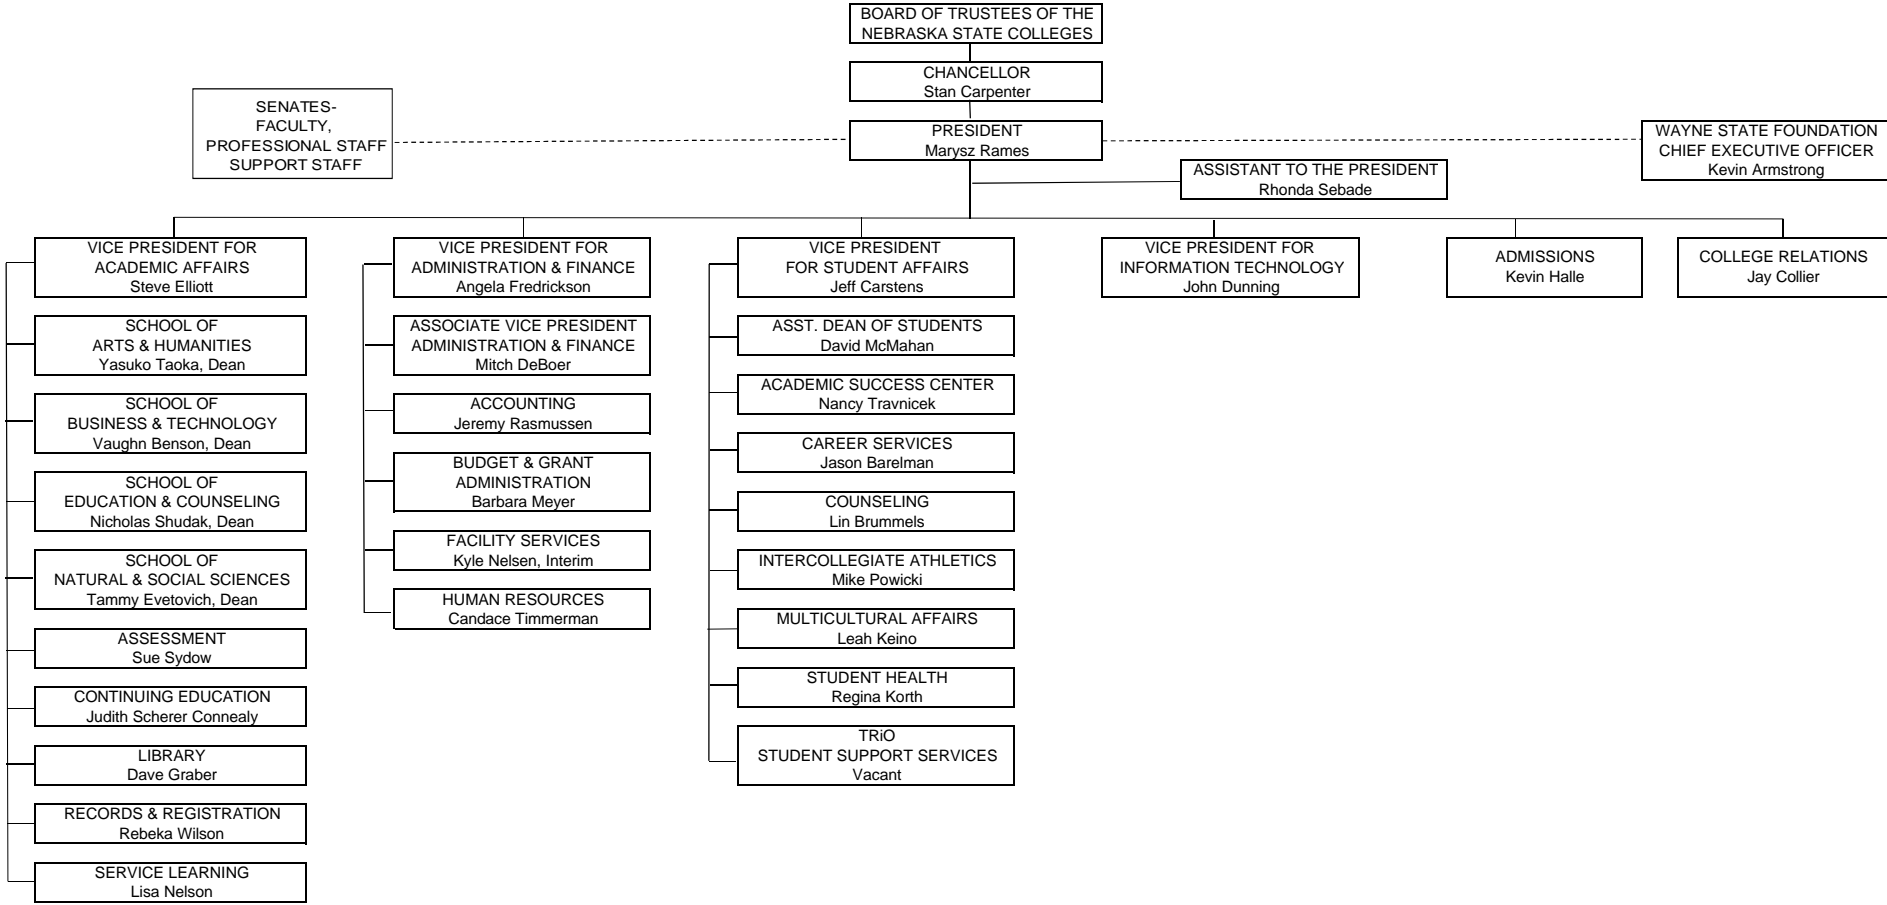 BOARD OF TRUSTEES OF THE
NEBRASKA STATE COLLEGES
CHANCELLOR
Stan Carpenter
SENATES-
FACULTY,
PROFESSIONAL STAFF
SUPPORT STAFF
PRESIDENT
Marysz Rames
WAYNE STATE FOUNDATION
CHIEF EXECUTIVE OFFICER
Kevin Armstrong
ASSISTANT TO THE PRESIDENT
Rhonda Sebade
VICE PRESIDENT FOR
ACADEMIC AFFAIRS
Steve Elliott
SCHOOL OF
ARTS & HUMANITIES
Yasuko Taoka, Dean
SCHOOL OF
BUSINESS & TECHNOLOGY
Vaughn Benson, Dean
SCHOOL OF
EDUCATION & COUNSELING
Nicholas Shudak, Dean
SCHOOL OF
NATURAL & SOCIAL SCIENCES
Tammy Evetovich, Dean
ASSESSMENT
Sue Sydow
CONTINUING EDUCATION
Judith Scherer Connealy
LIBRARY
Dave Graber
RECORDS & REGISTRATION
Rebeka Wilson
SERVICE LEARNING
Lisa Nelson
VICE PRESIDENT FOR
ADMINISTRATION & FINANCE
Angela Fredrickson
ASSOCIATE VICE PRESIDENT
ADMINISTRATION & FINANCE
Mitch DeBoer
ACCOUNTING
Jeremy Rasmussen
BUDGET & GRANT
ADMINISTRATION
Barbara Meyer
FACILITY SERVICES
Kyle Nelsen, Interim
HUMAN RESOURCES
Candace Timmerman
VICE PRESIDENT
FOR STUDENT AFFAIRS
Jeff Carstens
ASST. DEAN OF STUDENTS
David McMahan
ACADEMIC SUCCESS CENTER
Nancy Travnicek
CAREER SERVICES
Jason Barelman
COUNSELING
Lin Brummels
INTERCOLLEGIATE ATHLETICS
Mike Powicki
MULTICULTURAL AFFAIRS
Leah Keino
STUDENT HEALTH
Regina Korth
TRiO
STUDENT SUPPORT SERVICES
Vacant
VICE PRESIDENT FOR
INFORMATION TECHNOLOGY
John Dunning
ADMISSIONS
Kevin Halle
COLLEGE RELATIONS
Jay Collier